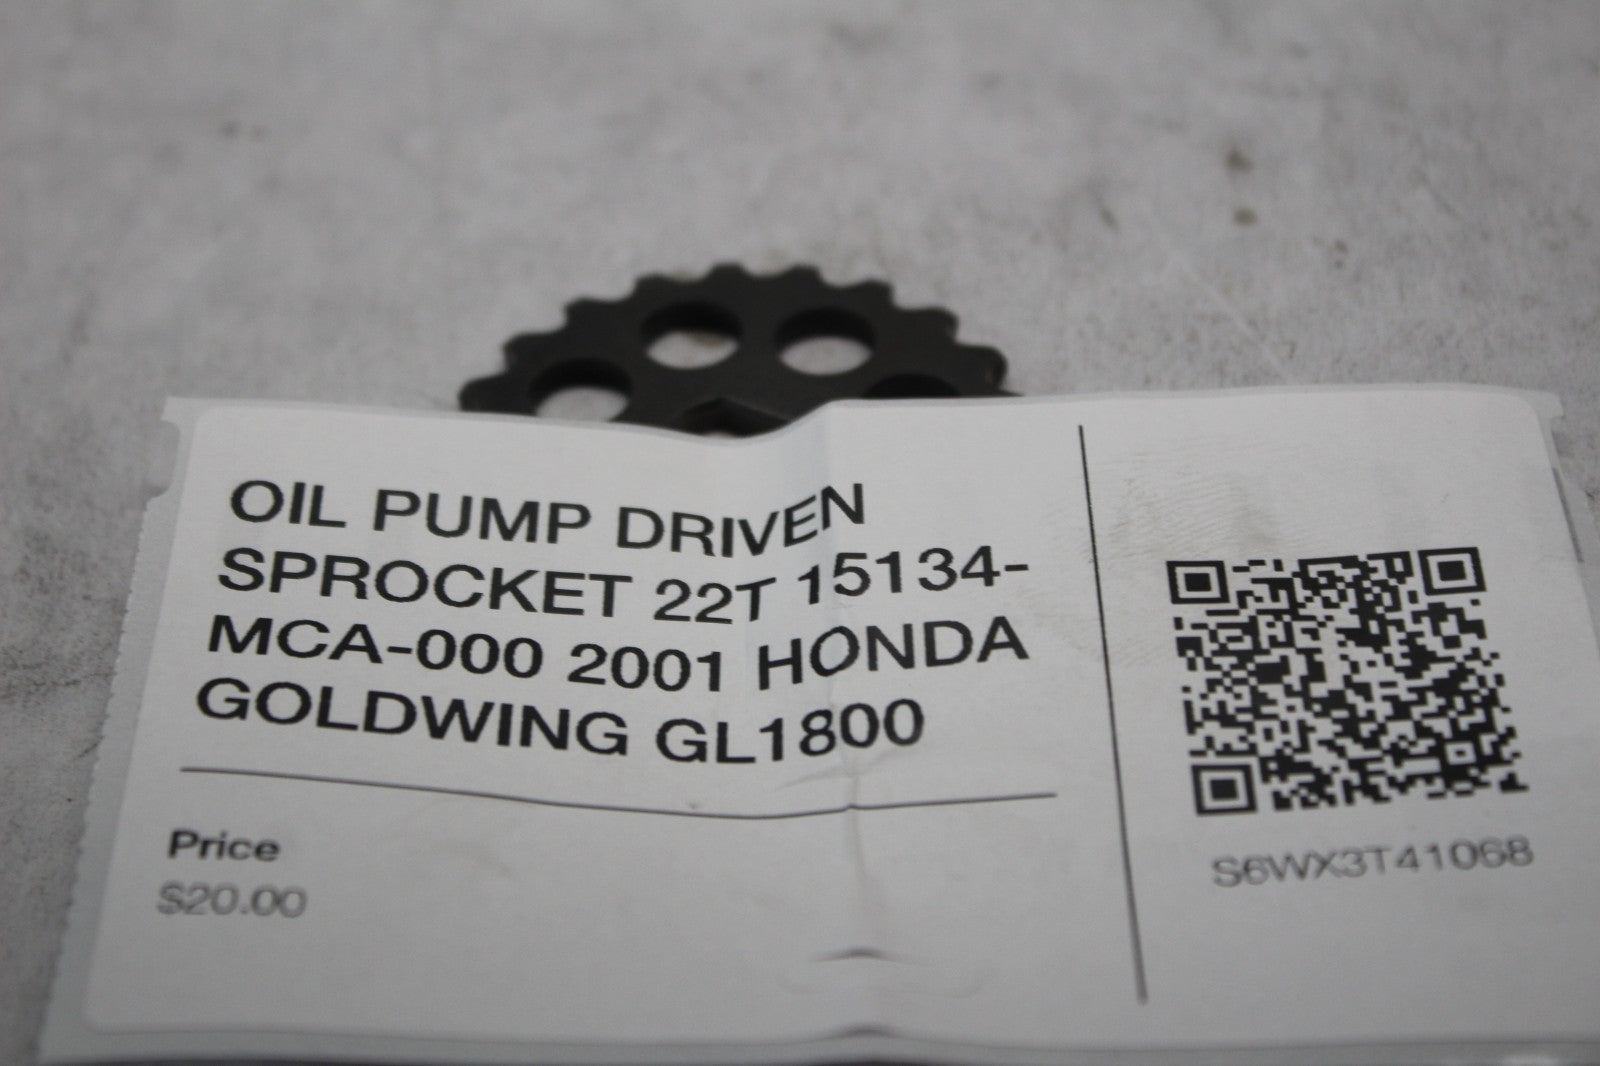 OIL PUMP DRIVEN
SPROCKET 22T 15134-
MCA-000 2001 HONDA
GOLDWING GL1800
Price
$20.00
S6WX3T41068